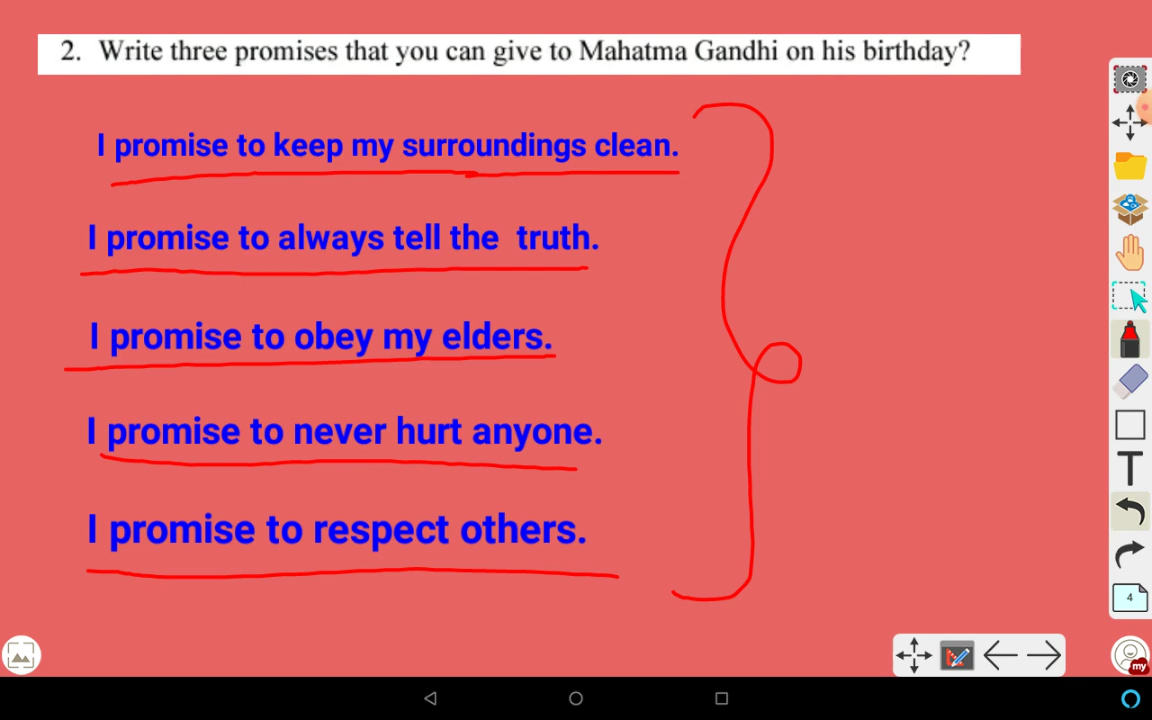 2. Write three promises that you can give to Mahatma Gandhi on his birthday?
I promise to keep my surroundings clean.
I promise to always tell the truth.
I promise to obey my elders.
I promise to never hurt anyone.
I promise to respect others.
T
4
my